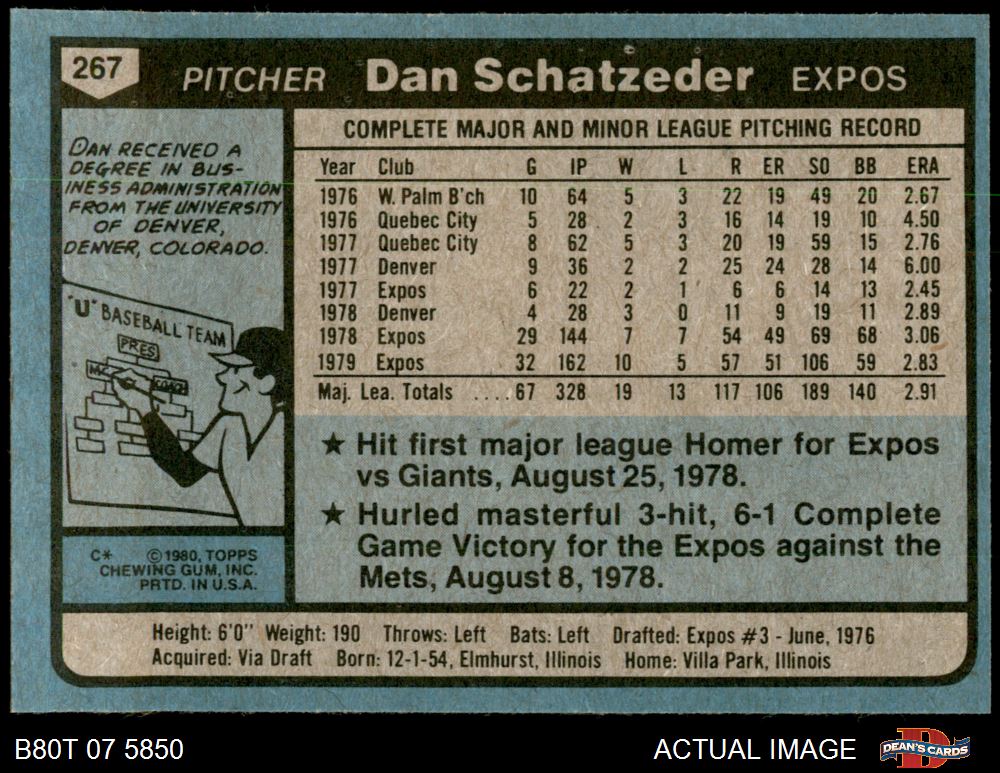 267 PITCHER Dan Schatzeder EXPOS
DAN RECEIVED A
DEGREE IN BUS-
INESS ADMINISTRATION
FROM THE UNIVERSITY
OF DENVER,
DENVER, COLORADO.
"U" BASEBALL TEAM
PRES
COACH
C* ©1980, TOPPS
CHEWING GUM, INC.
PRTD. IN U.S.A.
COMPLETE MAJOR AND MINOR LEAGUE PITCHING RECORD
Year Club G IP W L R ER SO BB ERA
1976 W. Palm B'ch 10 64 5 3 22 19 49 20 2.67
1976 Quebec City 5 28 2 3 16 14 19 10 4.50
1977 Quebec City 8 62 5 3 20 19 59 15 2.76
1977 Denver 9 36 2 2 25 24 28 14 6.00
1977 Expos 6 22 2 1 6 6 14 13 2.45
1978 Denver 4 28 3 0 11 9 19 11 2.89
1978 Expos 29 144 7 7 54 49 69 68 3.06
1979 Expos 32 162 10 5 57 51 106 59 2.83
Maj. Lea. Totals ....67 328 19 13 117 106 189 140 2.91
★ Hit first major league Homer for Expos
vs Giants, August 25, 1978.
★ Hurled masterful 3-hit, 6-1 Complete
Game Victory for the Expos against the
Mets, August 8, 1978.
Height: 6'0" Weight: 190 Throws: Left Bats: Left Drafted: Expos #3 - June, 1976
Acquired: Via Draft Born: 12-1-54, Elmhurst, Illinois Home: Villa Park, Illinois
B80T 07 5850 ACTUAL IMAGE DEAN'S CARDS